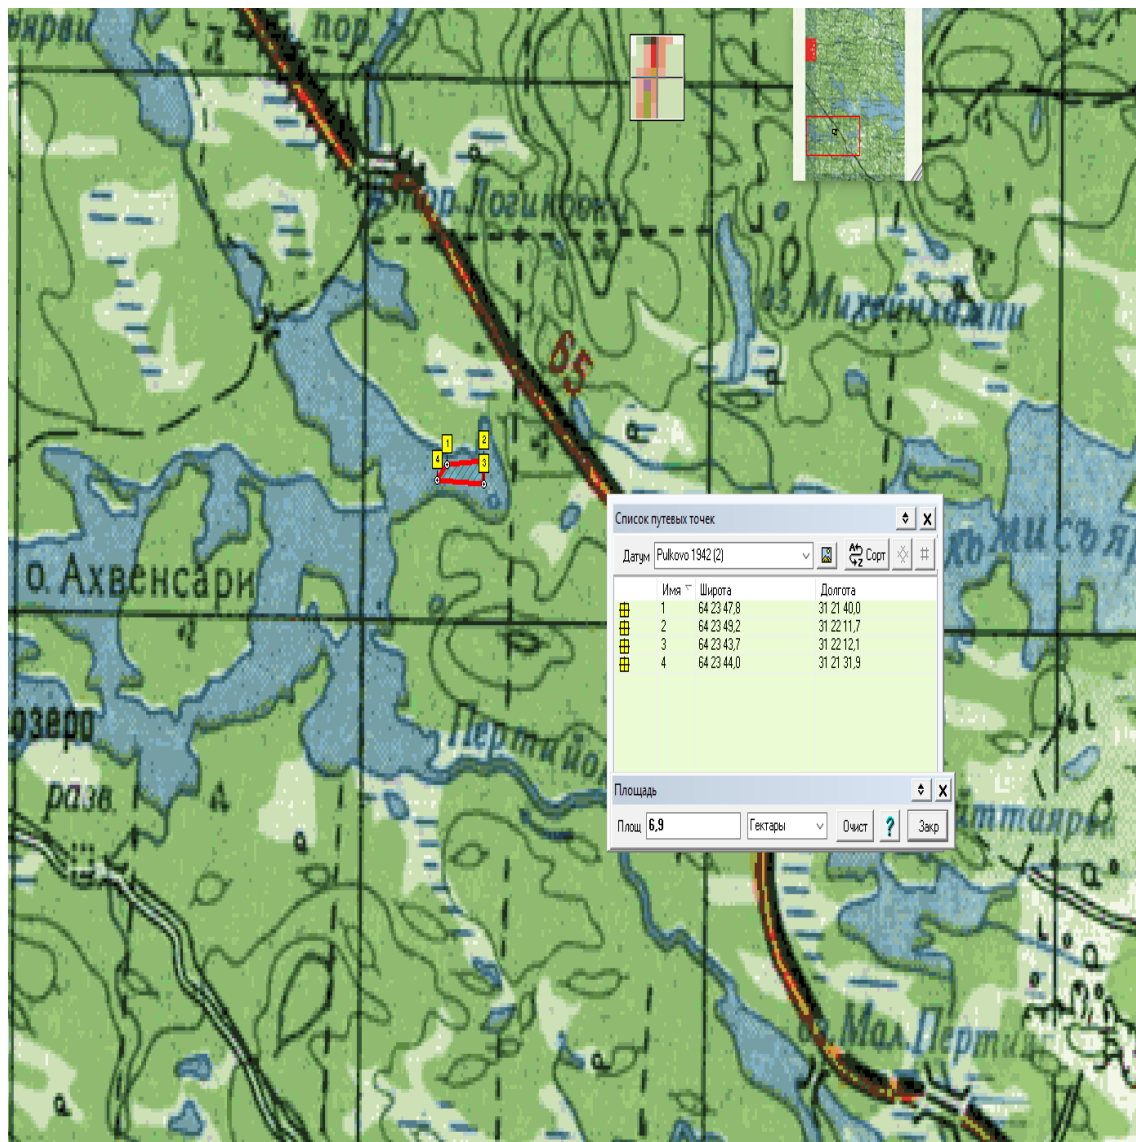 пор.
пор. Логиновки
оз. Михейнлампи
65
1
2
4
3
о. Ахвенсари
Список путевых точек
Датум Pulkovo 1942 (2) Сорт
Имя Широта Долгота
1 64 23 47,8 31 21 40,0
2 64 23 49,2 31 22 11,7
3 64 23 43,7 31 22 12,1
4 64 23 44,0 31 21 31,9
озеро
разв.
Площадь
Площ 6,9 Гектары Очист ? Закр
оз. Мал. Пертияг